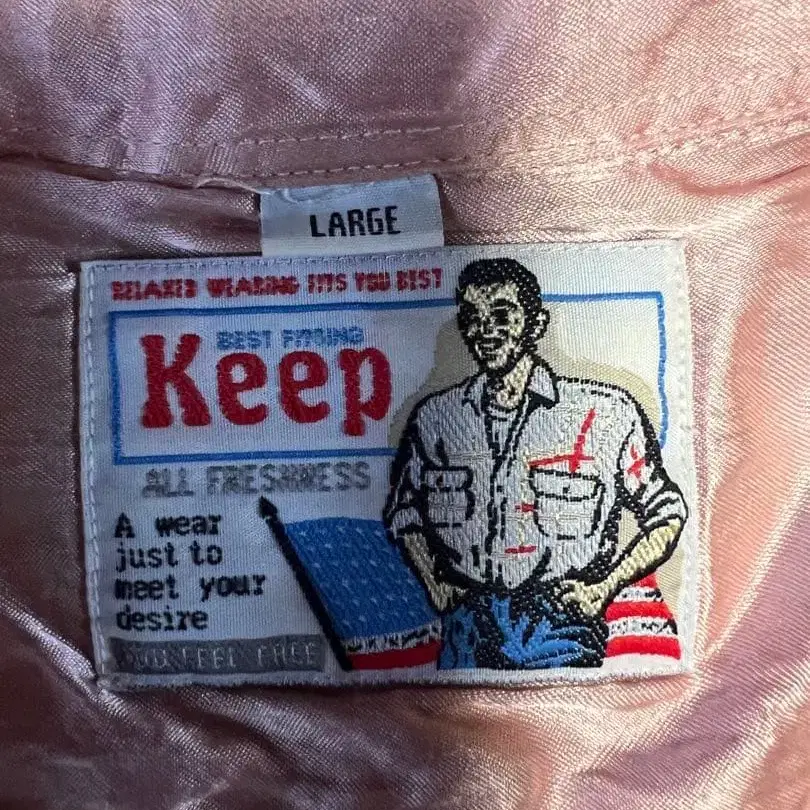 LARGE
RELAXED WEARING FITS YOU BEST
BEST FITTING
Keep
ALL FRESHNESS
A wear
just to
meet your
desire
YOU FEEL FREE